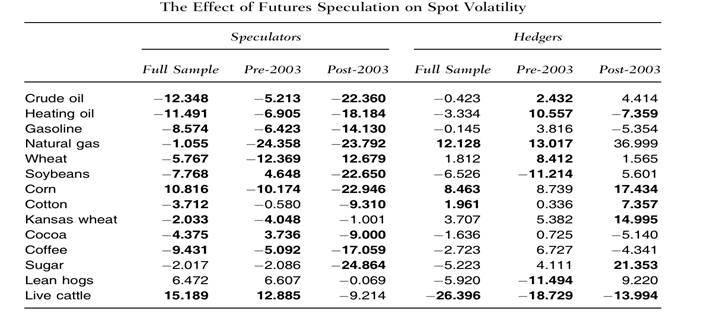 The Effect of Futures Speculation on Spot Volatility
Speculators Hedgers
Full Sample Pre-2003 Post-2003 Full Sample Pre-2003 Post-2003
Crude oil −12.348 −5.213 −22.360 −0.423 2.432 4.414
Heating oil −11.491 −6.905 −18.184 −3.334 10.557 −7.359
Gasoline −8.574 −6.423 −14.130 −0.145 3.816 −5.354
Natural gas −1.055 −24.358 −23.792 12.128 13.017 36.999
Wheat −5.767 −12.369 12.679 1.812 8.412 1.565
Soybeans −7.768 4.648 −22.650 −6.526 −11.214 5.601
Corn 10.816 −10.174 −22.946 8.463 8.739 17.434
Cotton −3.712 −0.580 −9.310 1.961 0.336 7.357
Kansas wheat −2.033 −4.048 −1.001 3.707 5.382 14.995
Cocoa −4.375 3.736 −9.000 −1.636 0.725 −5.140
Coffee −9.431 −5.092 −17.059 −2.723 6.727 −4.341
Sugar −2.017 −2.086 −24.864 −5.223 4.111 21.353
Lean hogs 6.472 6.607 −0.069 −5.920 −11.494 9.220
Live cattle 15.189 12.885 −9.214 −26.396 −18.729 −13.994